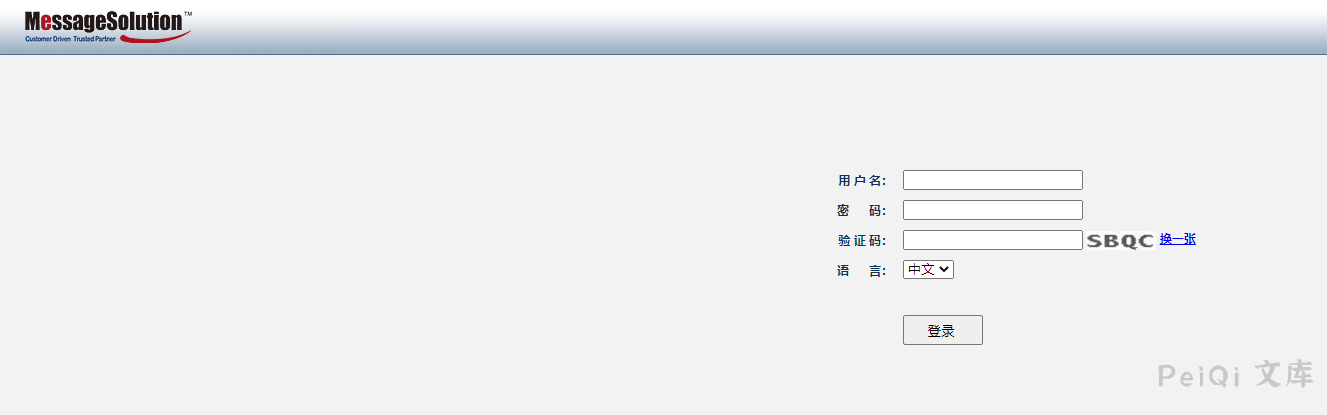 MessageSolution™
Customer Driven Trusted Partner
用户名:
密 码:
验证码: SBQC 换一张
语 言: 中文
登录
PeiQi 文库